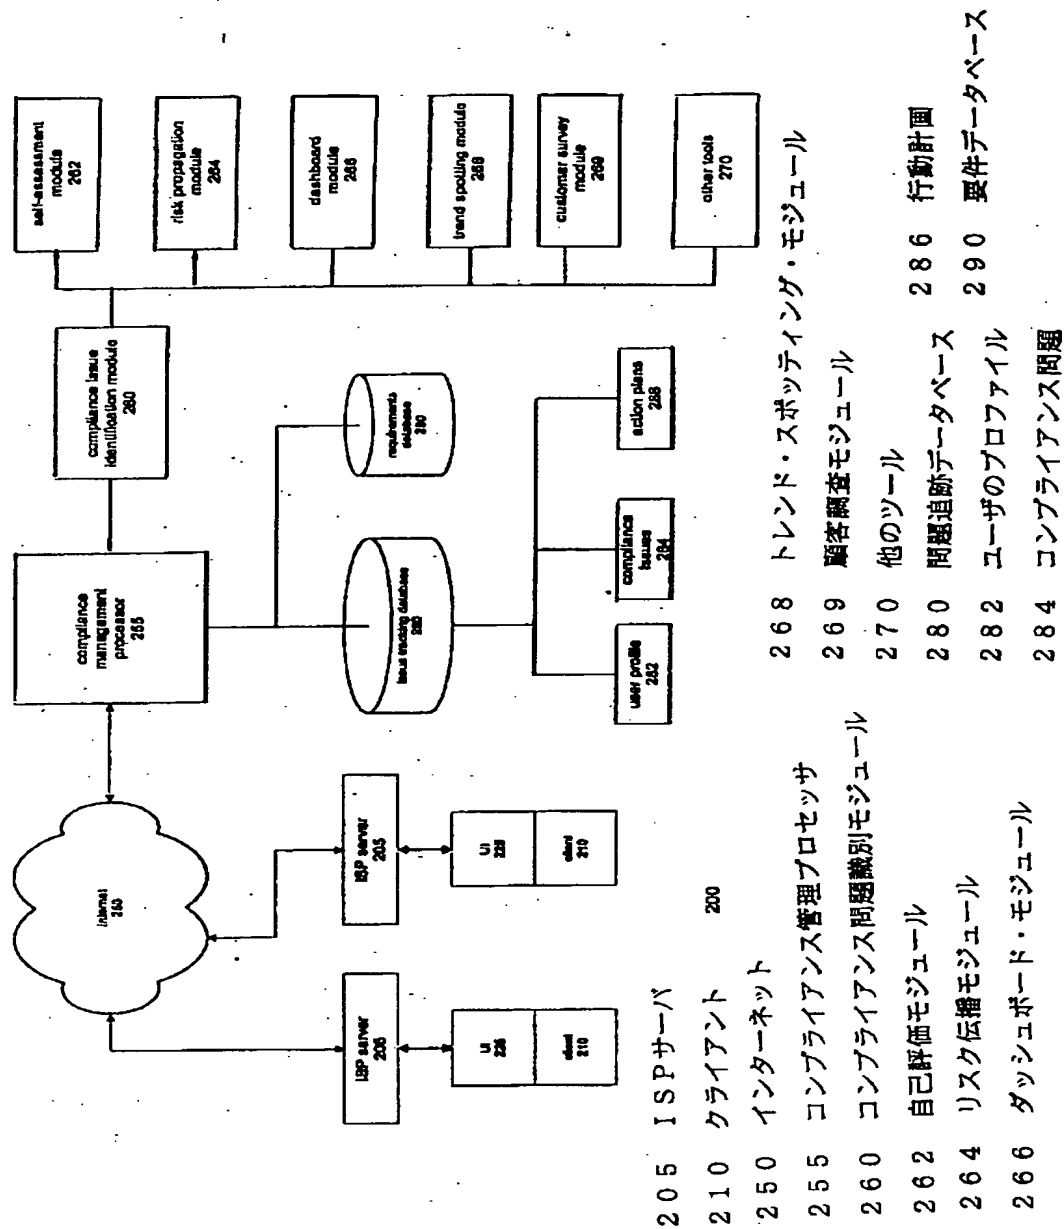 Internet
250
ISP server
205
UI
client
210
ISP server
205
UI
client
210
200
compliance
management
processor
255
compliance issue
identification module
260
issue tracking database
280
requirements
database
290
user profile
282
compliance
issues
284
action plans
286
self-assessment
module
262
risk propagation
module
264
dashboard
module
266
trend spotting module
268
customer survey
module
269
other tools
270
205 ISPサーバ
210 クライアント
250 インターネット
255 コンプライアンス管理プロセッサ
260 コンプライアンス問題識別モジュール
262 自己評価モジュール
264 リスク伝播モジュール
266 ダッシュボード・モジュール
268 トレンド・スポッティング・モジュール
269 顧客調査モジュール
270 他のツール
280 問題追跡データベース
282 ユーザのプロファイル
284 コンプライアンス問題
286 行動計画
290 要件データベース